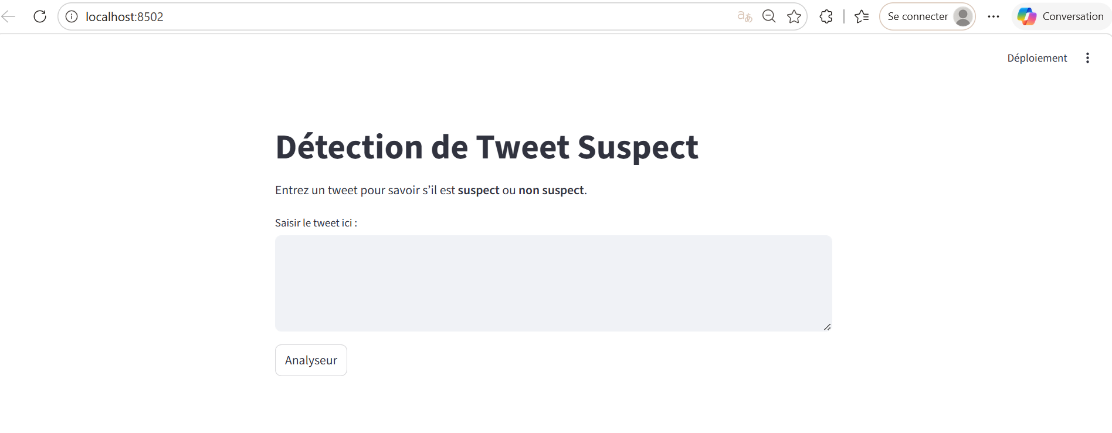 localhost:8502
Se connecter
Conversation
Déploiement
Détection de Tweet Suspect
Entrez un tweet pour savoir s'il est suspect ou non suspect.
Saisir le tweet ici :
Analyseur